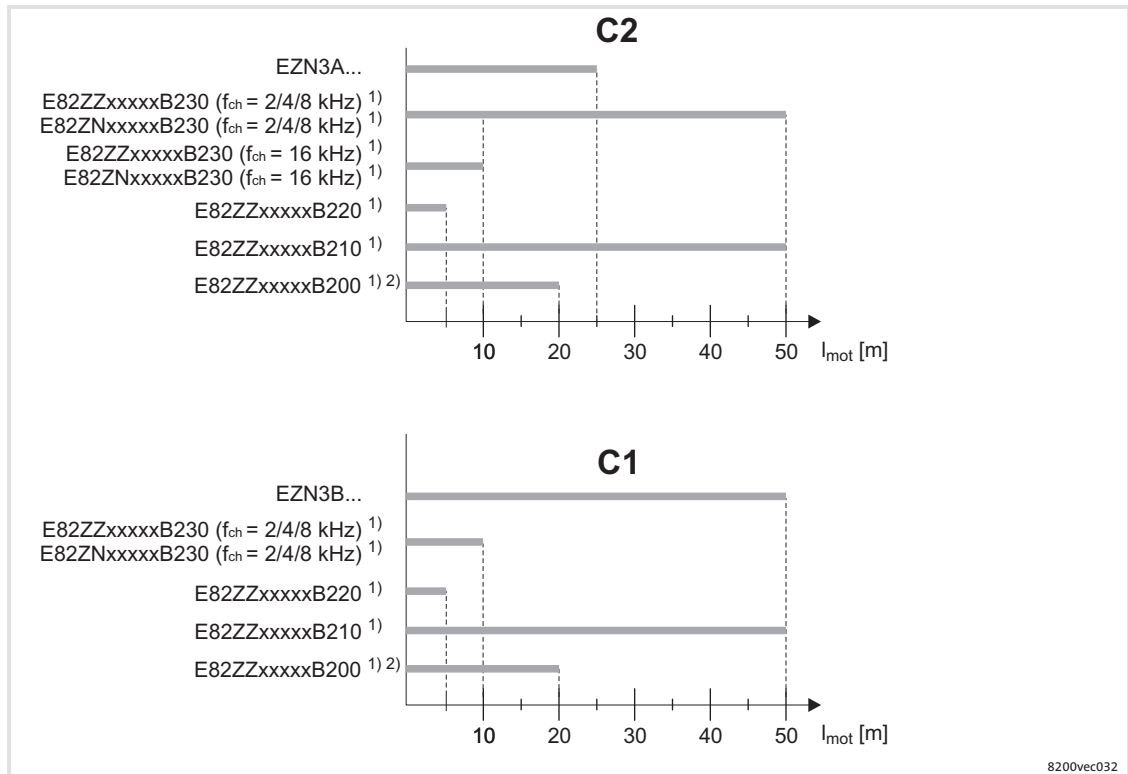 C2
EZN3A...
E82ZZxxxxxB230 (fch = 2/4/8 kHz) 1)
E82ZNxxxxxB230 (fch = 2/4/8 kHz) 1)
E82ZZxxxxxB230 (fch = 16 kHz) 1)
E82ZNxxxxxB230 (fch = 16 kHz) 1)
E82ZZxxxxxB220 1)
E82ZZxxxxxB210 1)
E82ZZxxxxxB200 1) 2)
10 20 30 40 50 lmot [m]
C1
EZN3B...
E82ZZxxxxxB230 (fch = 2/4/8 kHz) 1)
E82ZNxxxxxB230 (fch = 2/4/8 kHz) 1)
E82ZZxxxxxB220 1)
E82ZZxxxxxB210 1)
E82ZZxxxxxB200 1) 2)
10 20 30 40 50 lmot [m]
8200vec032